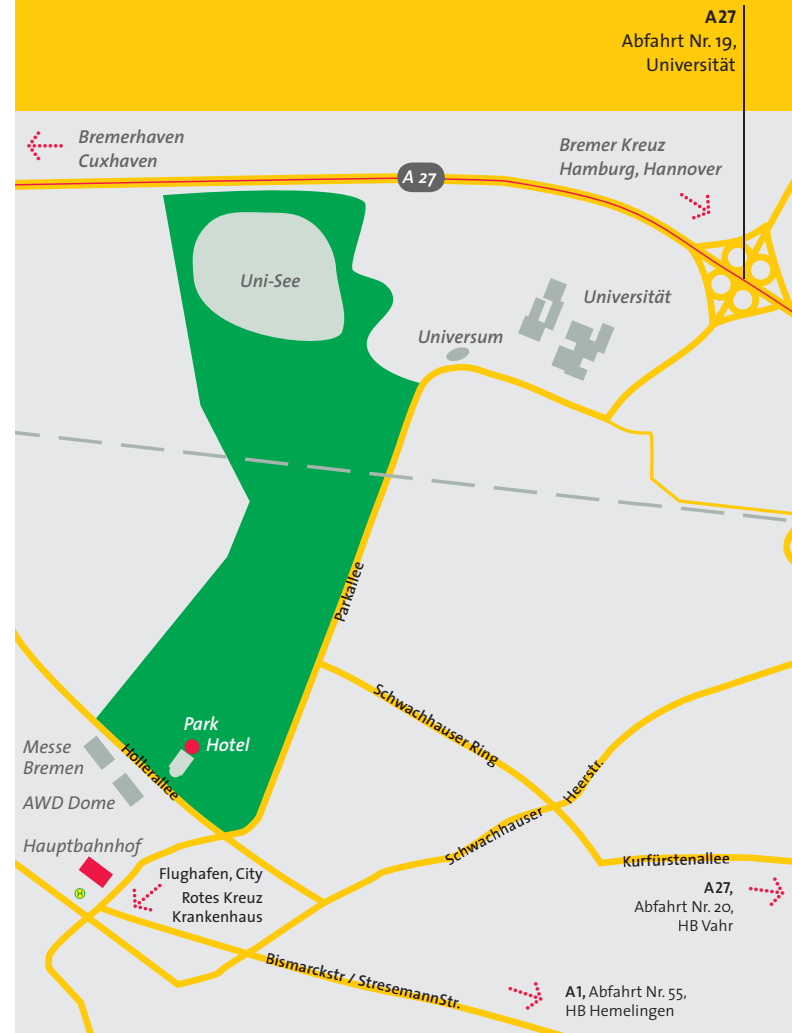 A27
Abfahrt Nr. 19,
Universität
Bremerhaven
Cuxhaven
Bremer Kreuz
Hamburg, Hannover
A 27
Uni-See
Universität
Universum
Parkallee
Schwachhauser Ring
Park
Hotel
Messe
Bremen
Hollerallee
AWD Dome
Heerstr.
Schwachhauser
Hauptbahnhof
Kurfürstenallee
Flughafen, City
Rotes Kreuz
Krankenhaus
H
A27,
Abfahrt Nr. 20,
HB Vahr
Bismarckstr / StresemannStr.
A1, Abfahrt Nr. 55,
HB Hemelingen